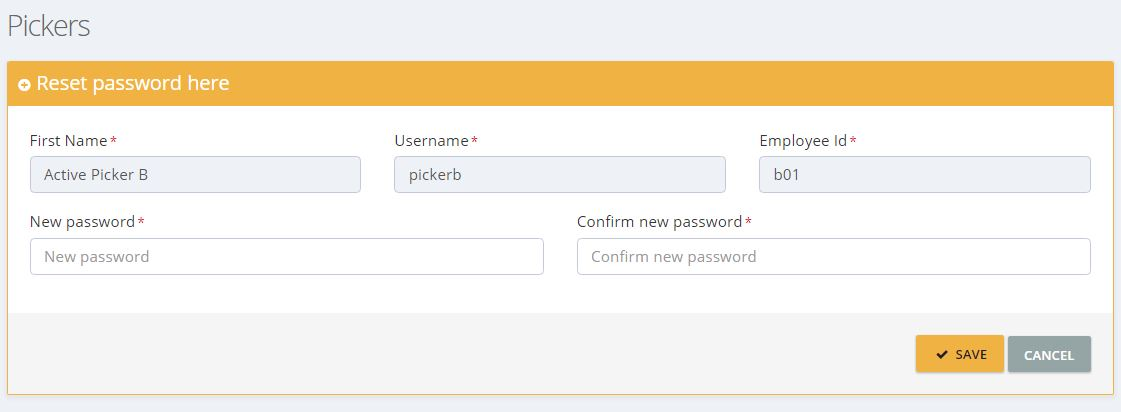 Pickers
Reset password here
First Name* Username* Employee Id*
Active Picker B pickerb b01
New password* Confirm new password*
New password Confirm new password
SAVE CANCEL